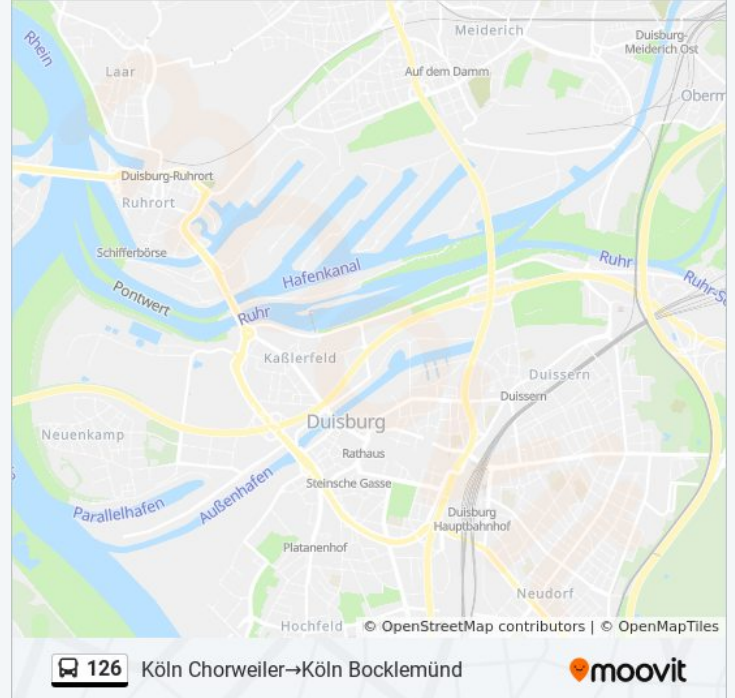 Meiderich
Duisburg-
Meiderich Ost
Rhein
Laar
Auf dem Damm
Oberm
Duisburg-Ruhrort
Ruhrort
Schifferbörse
Hafenkanal
Ruhr
Ruhr-Sc
Pontwert
Ruhr
Kaßlerfeld
Duissern
Duissern
Duisburg
Neuenkamp
Rathaus
Steinsche Gasse
Außenhafen
Parallelhafen
Duisburg
Hauptbahnhof
Platanenhof
Neudorf
Hochfeld
© OpenStreetMap contributors | © OpenMapTiles
126 Köln Chorweiler→Köln Bocklemünd
moovit